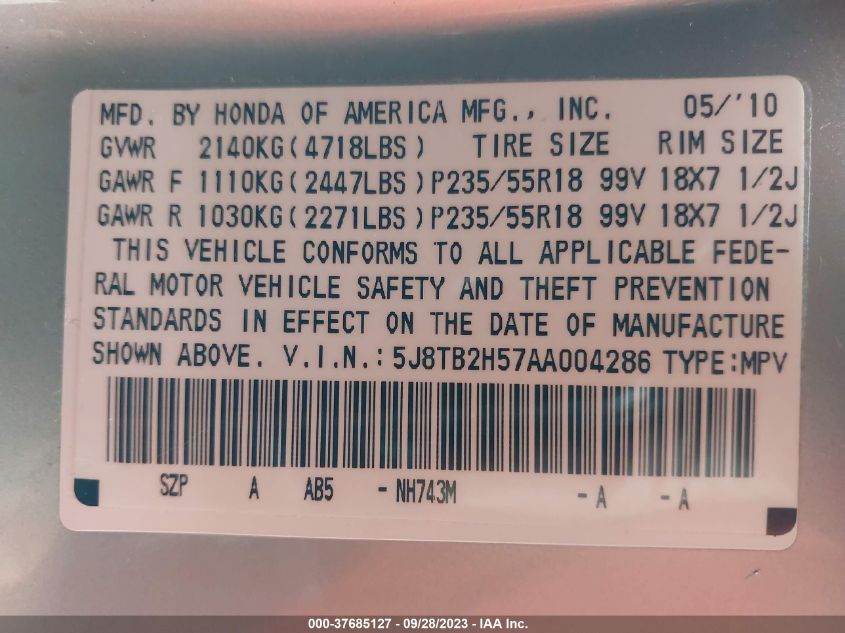 MFD. BY HONDA OF AMERICA MFG., INC. 05/'10
GVWR 2140KG(4718LBS) TIRE SIZE RIM SIZE
GAWR F 1110KG(2447LBS)P235/55R18 99V 18X7 1/2J
GAWR R 1030KG(2271LBS)P235/55R18 99V 18X7 1/2J
THIS VEHICLE CONFORMS TO ALL APPLICABLE FEDE-
RAL MOTOR VEHICLE SAFETY AND THEFT PREVENTION
STANDARDS IN EFFECT ON THE DATE OF MANUFACTURE
SHOWN ABOVE. V.I.N.:5J8TB2H57AA004286 TYPE:MPV
SZP A AB5 -NH743M -A -A
000-37685127 - 09/28/2023 - IAA Inc.